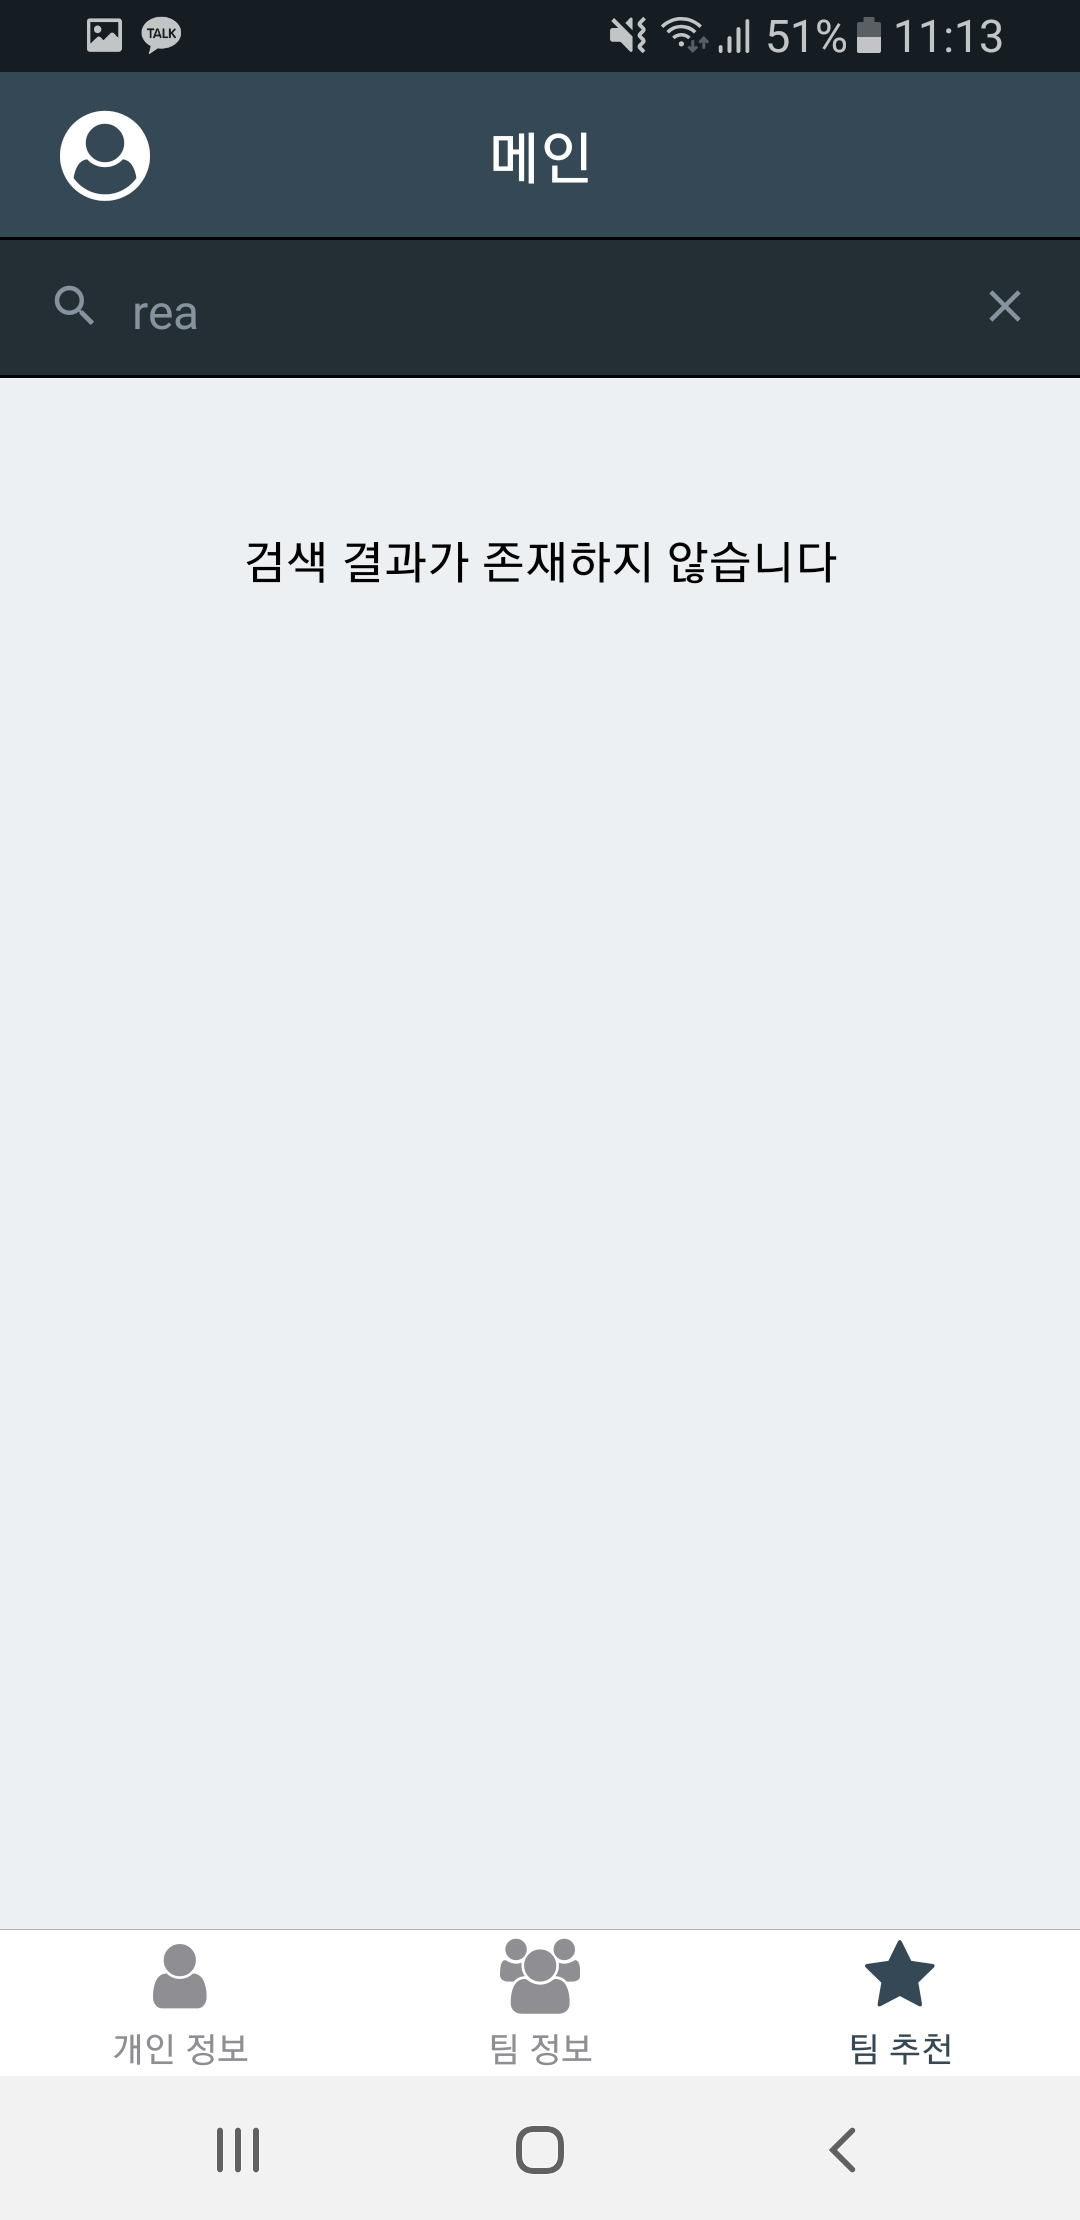 TALK 51% 11:13
메인
rea
검색 결과가 존재하지 않습니다
개인 정보 팀 정보 팀 추천